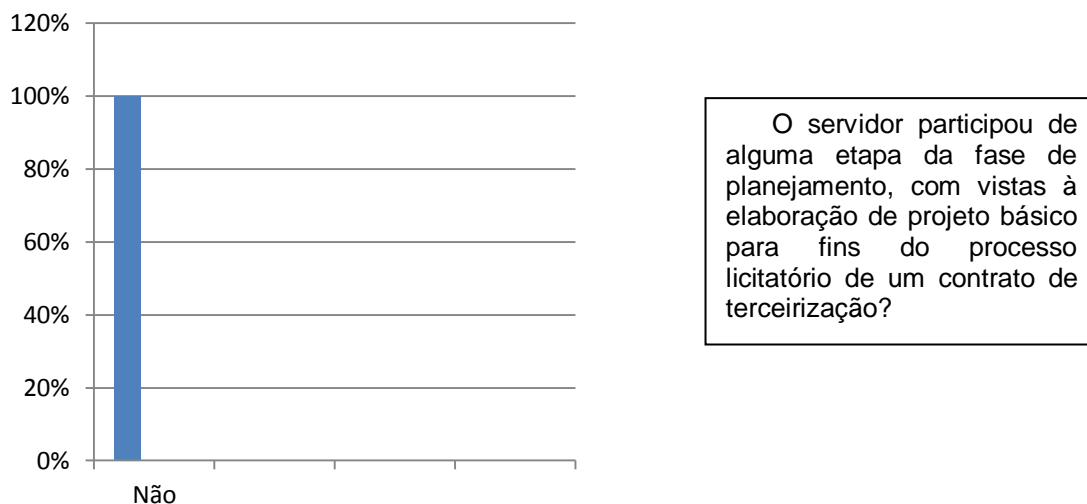 120%
100%
80%
60%
40%
20%
0%
Não
O servidor participou de
alguma etapa da fase de
planejamento, com vistas à
elaboração de projeto básico
para fins do processo
licitatório de um contrato de
terceirização?